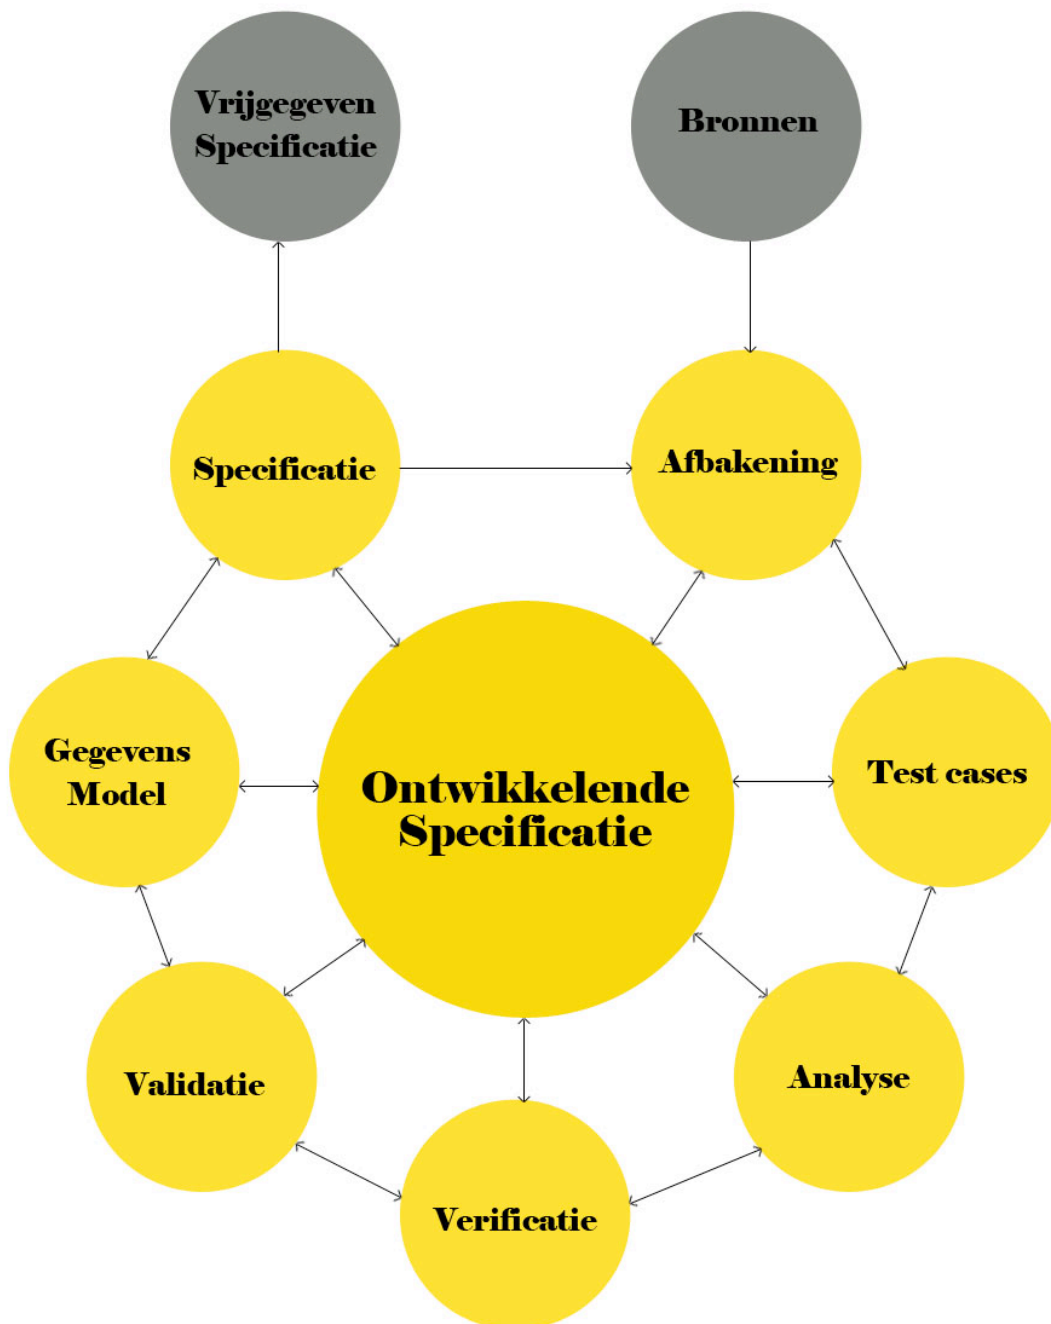 Vrijgegeven
Specificatie
Bronnen
Specificatie
Afbakening
Gegevens
Model
Ontwikkelende
Specificatie
Test cases
Validatie
Analyse
Verificatie